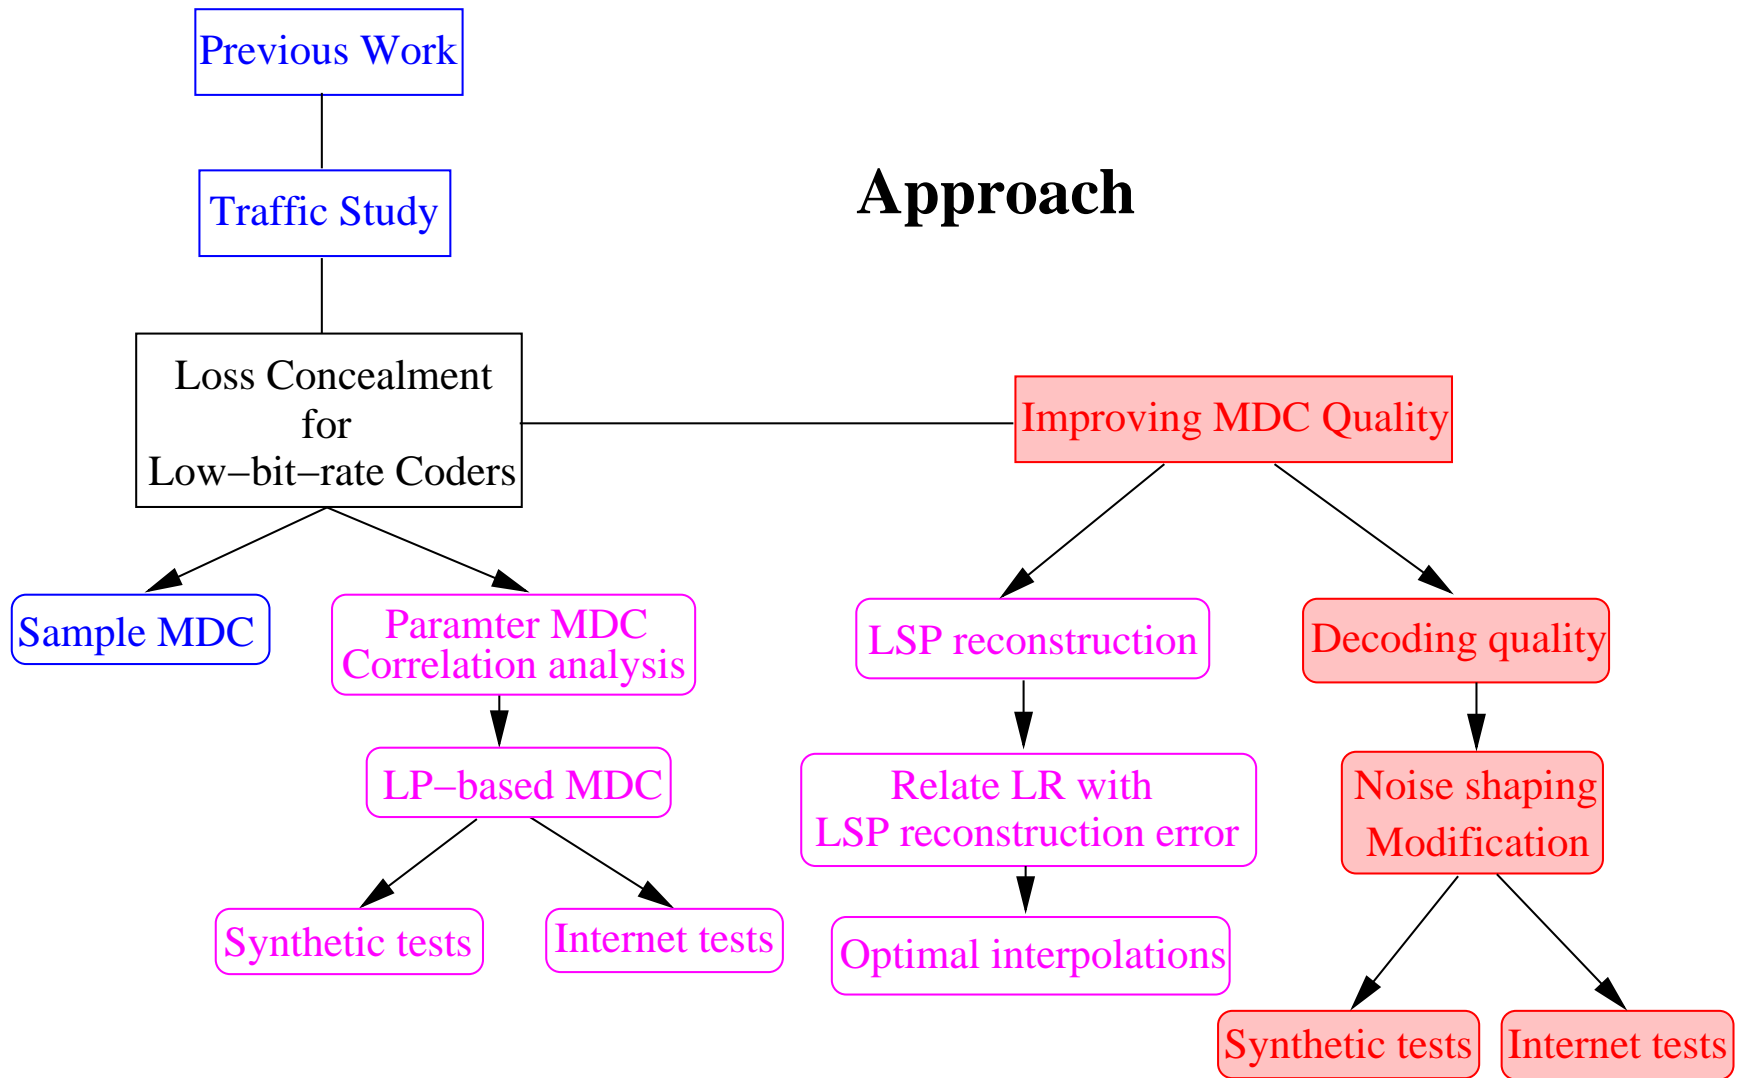 Previous Work
Traffic Study
Approach
Loss Concealment
for
Low−bit−rate Coders
Improving MDC Quality
Sample MDC
Paramter MDC
Correlation analysis
LSP reconstruction
Decoding quality
LP−based MDC
Relate LR with
LSP reconstruction error
Noise shaping
Modification
Synthetic tests
Internet tests
Optimal interpolations
Synthetic tests
Internet tests